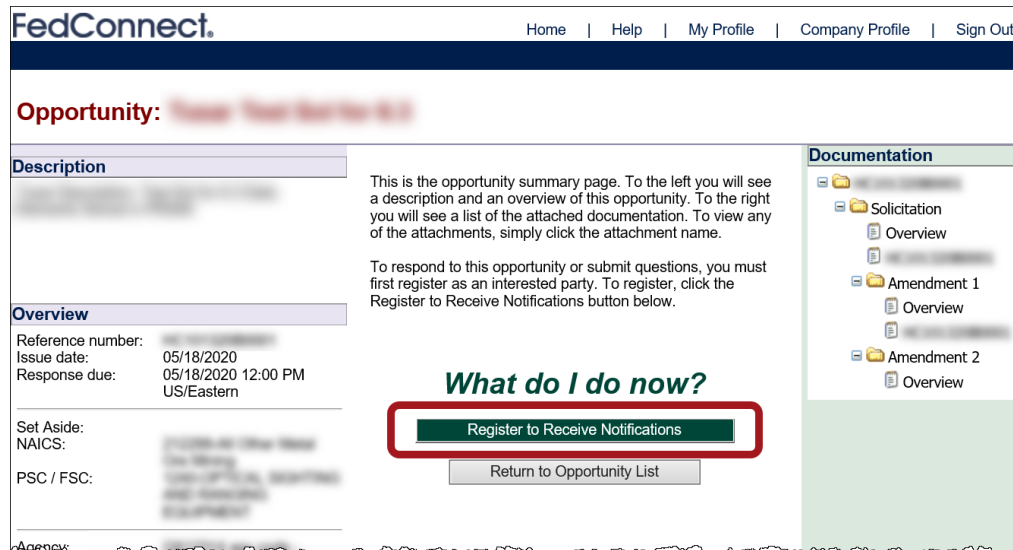 FedConnect.
Home | Help | My Profile | Company Profile | Sign Out
Opportunity:
Description
This is the opportunity summary page. To the left you will see
a description and an overview of this opportunity. To the right
you will see a list of the attached documentation. To view any
of the attachments, simply click the attachment name.
To respond to this opportunity or submit questions, you must
first register as an interested party. To register, click the
Register to Receive Notifications button below.
Overview
Reference number:
Issue date: 05/18/2020
Response due: 05/18/2020 12:00 PM
US/Eastern
Set Aside:
NAICS:
PSC / FSC:
What do I do now?
Register to Receive Notifications
Return to Opportunity List
Documentation
Solicitation
Overview
Amendment 1
Overview
Amendment 2
Overview